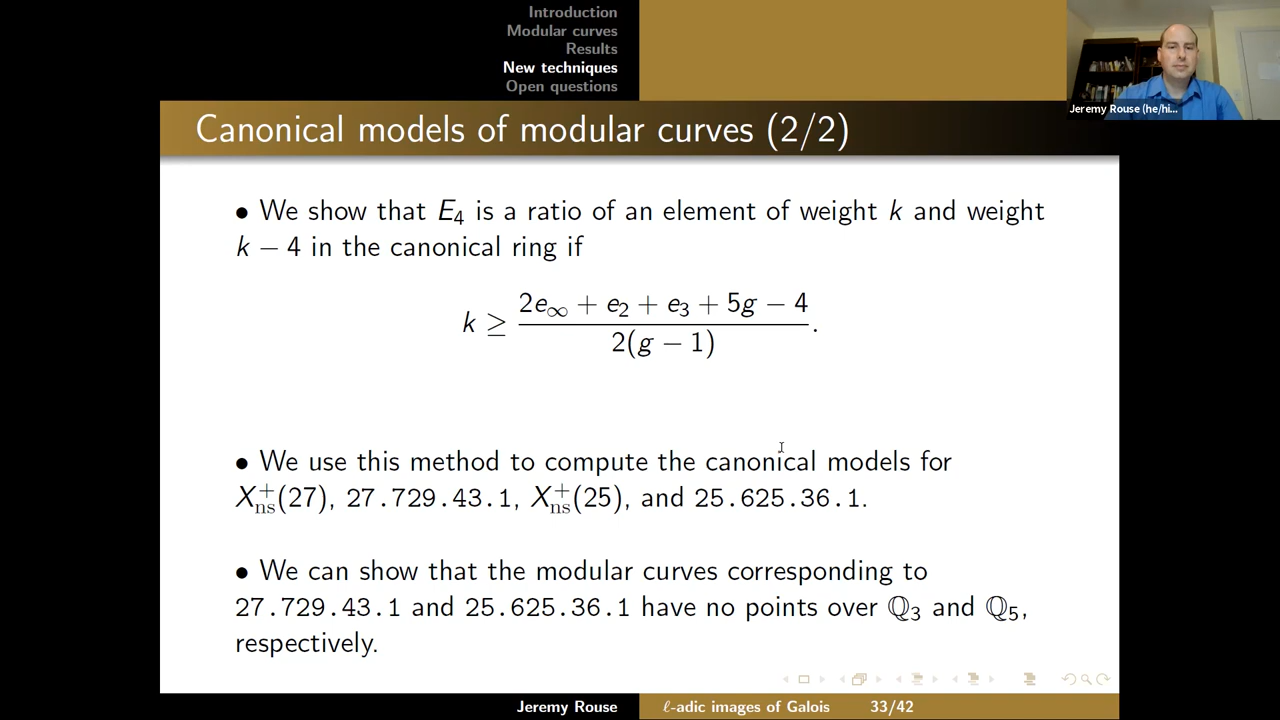 Introduction
Modular curves
Results
New techniques
Open questions
Jeremy Rouse (he/hi...
Canonical models of modular curves (2/2)
• We show that E₄ is a ratio of an element of weight k and weight
k − 4 in the canonical ring if
k ≥ (2e∞ + e₂ + e₃ + 5g − 4) / (2(g − 1)).
• We use this method to compute the canonical models for
X⁺ₙₛ(27), 27.729.43.1, X⁺ₙₛ(25), and 25.625.36.1.
• We can show that the modular curves corresponding to
27.729.43.1 and 25.625.36.1 have no points over ℚ₃ and ℚ₅,
respectively.
Jeremy Rouse ℓ-adic images of Galois 33/42